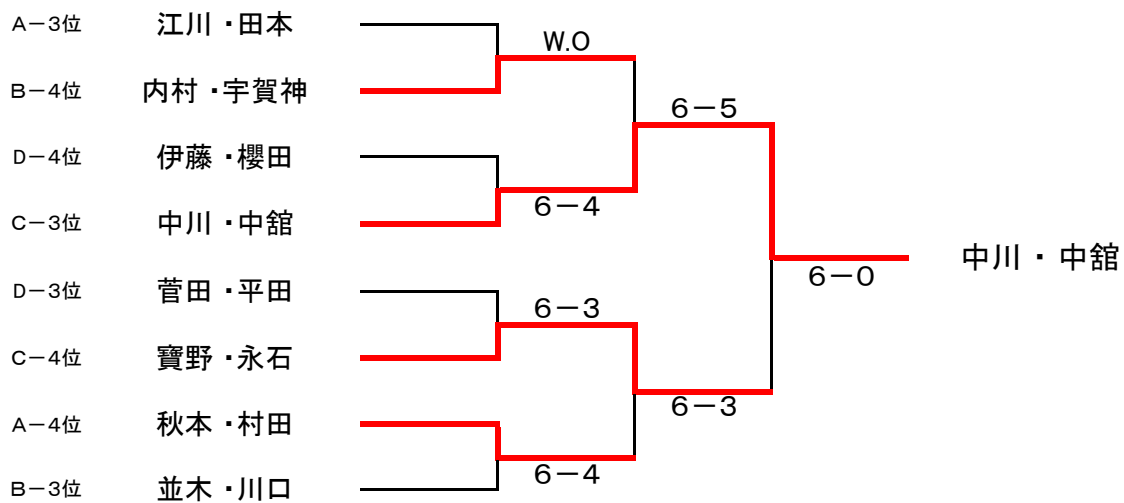 A－3位 江川・田本
W.O
B－4位 内村・宇賀神
6－5
D－4位 伊藤・櫻田
6－4
C－3位 中川・中舘
中川・中舘
6－0
D－3位 菅田・平田
6－3
C－4位 寶野・永石
6－3
A－4位 秋本・村田
6－4
B－3位 並木・川口